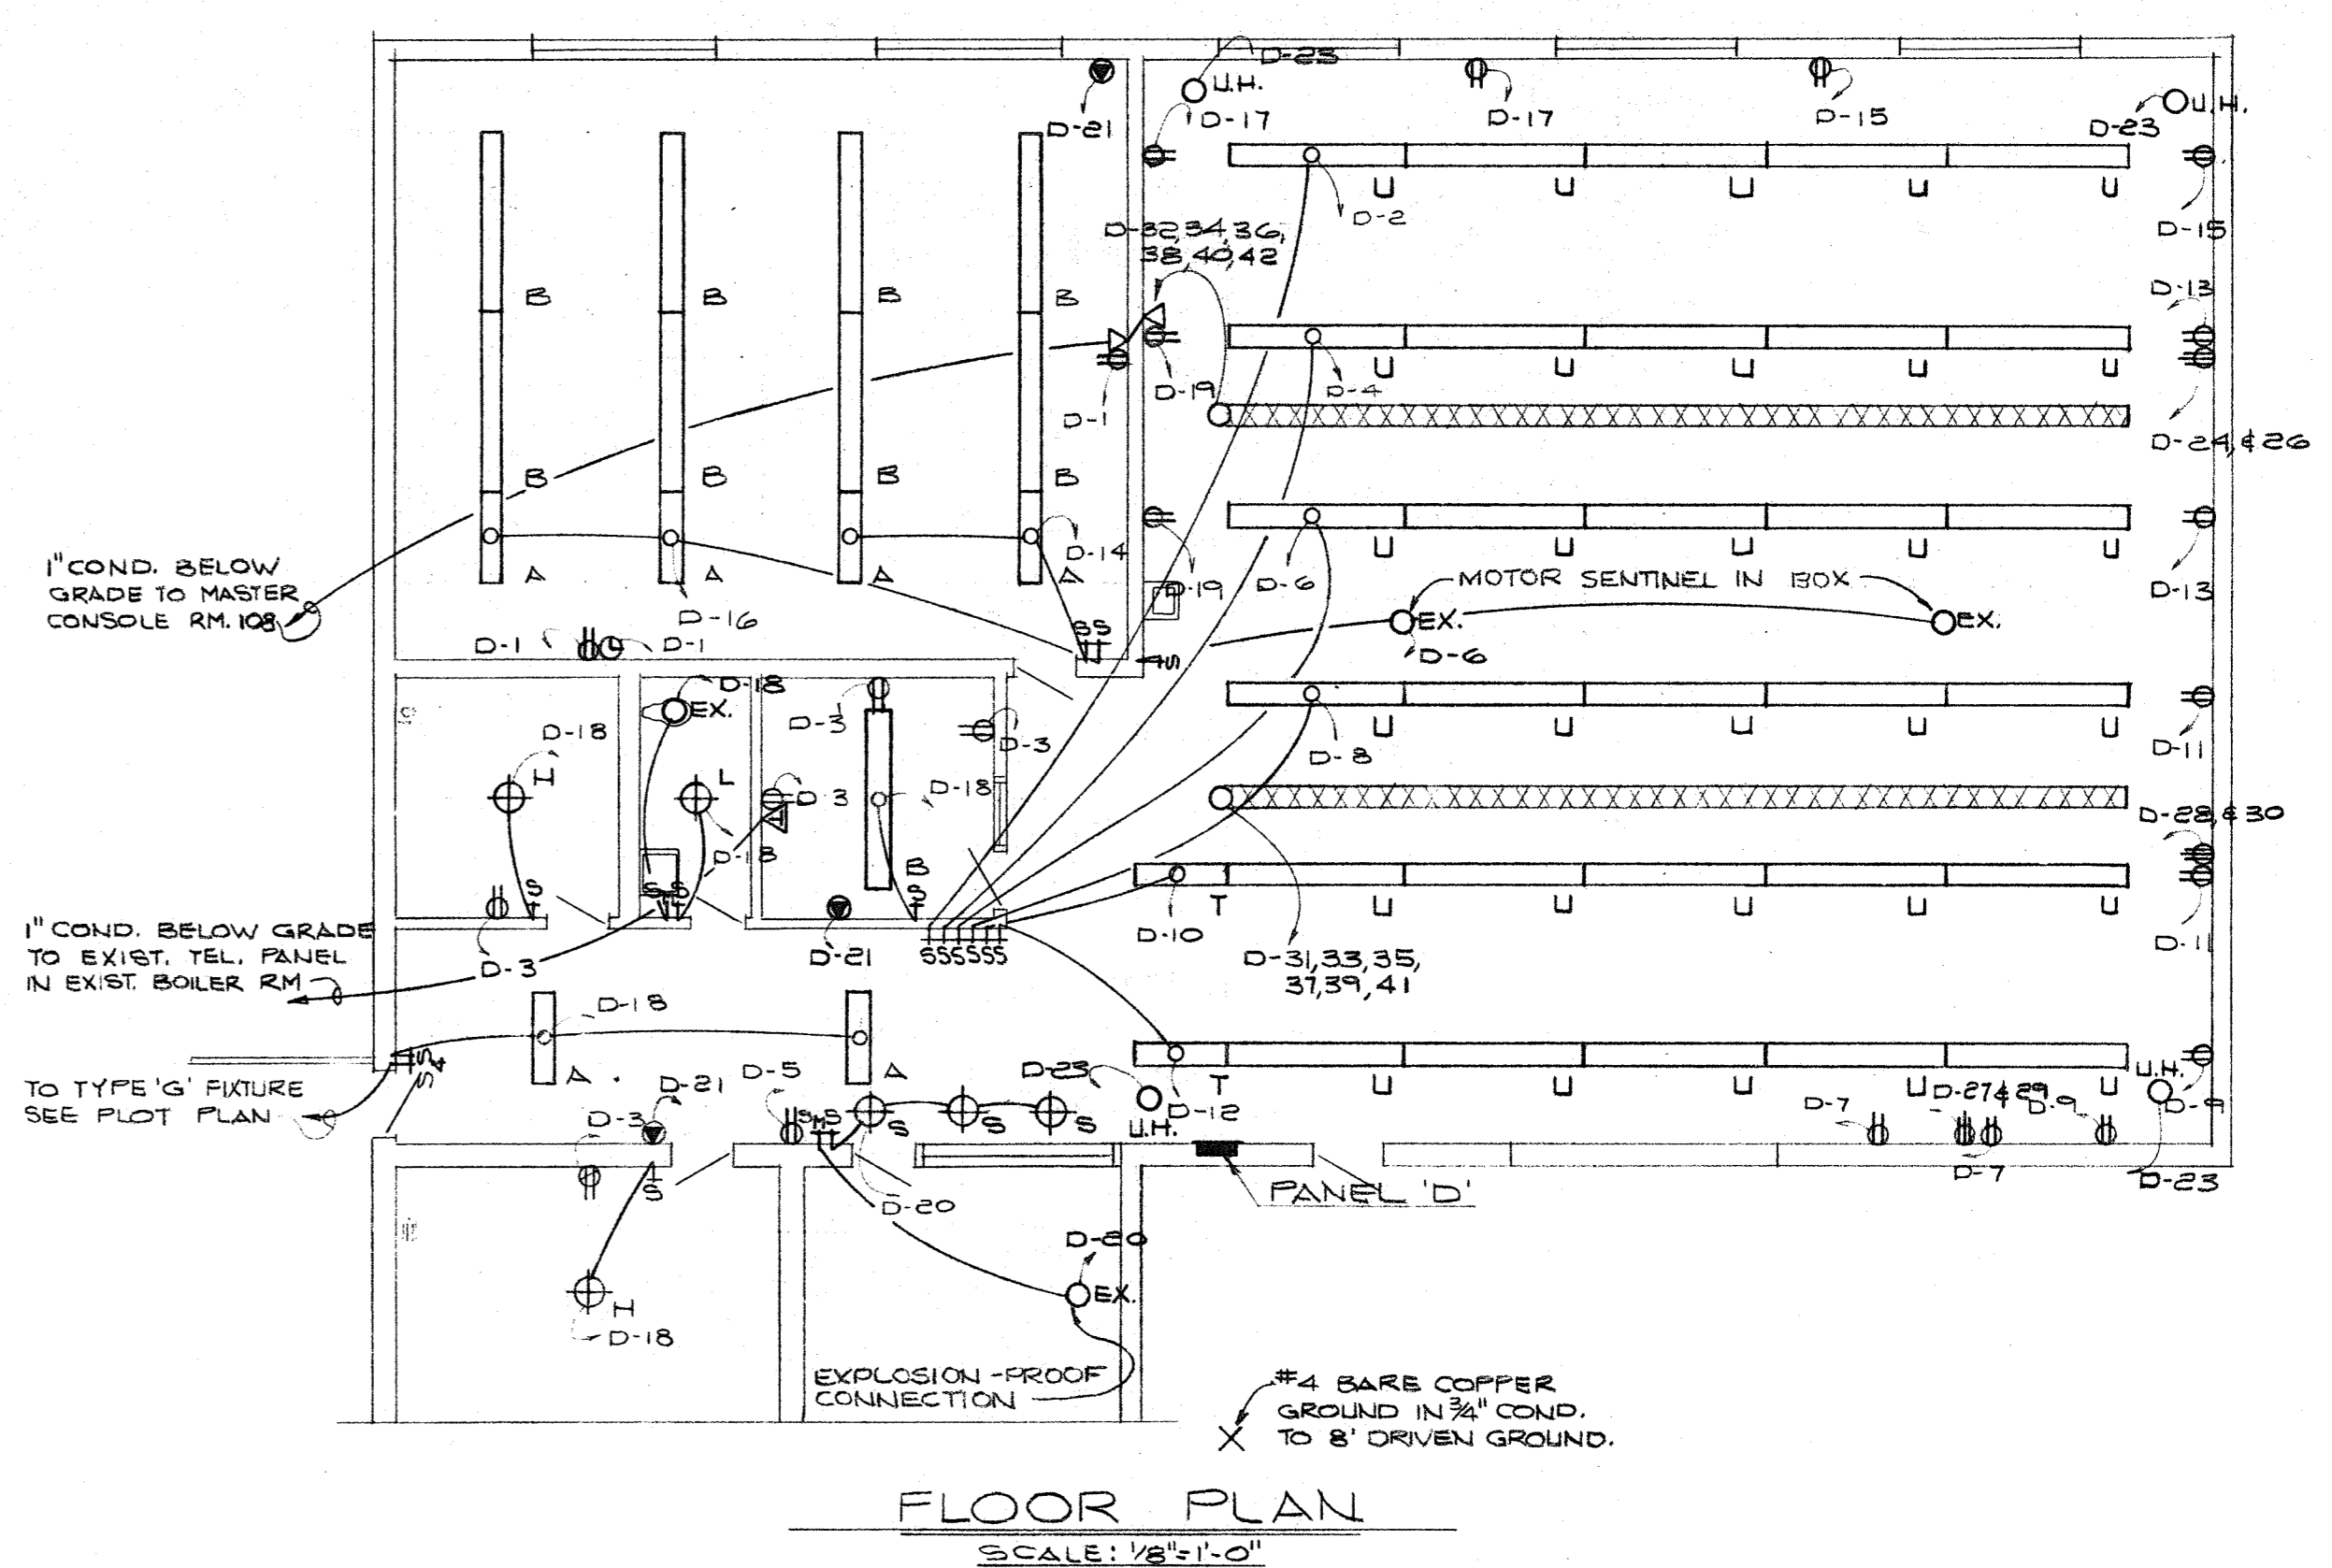 D-23
U.H.
D-17
D-17
D-15
U.H.
D-23
D-21
U U U U U
D-2
D-15
D-32,34,36,
38,40,42
D-13
B B B B
D-19
D-4
U U U U U
D-1
D-24,&26
B B B B
1" COND. BELOW
GRADE TO MASTER
CONSOLE RM. 108
A A A A
D-14
D-16
D-19
D-6
U U U U U
MOTOR SENTINEL IN BOX
EX.
EX.
D-13
D-6
SS
S4
D-1
D-1
D-18
EX.
D-3
D-3
U U U U U
D-8
D-11
D-18
H
L
D-3
D-18
D-18
B
D-28,&30
S
S S
S
T U U U U U
D-10
D-11
1" COND. BELOW GRADE
TO EXIST. TEL. PANEL
IN EXIST. BOILER RM
D-3
D-21
SSSSSS
D-31,33,35,
37,39,41
D-18
S4
S4
A
A
TO TYPE 'G' FIXTURE
SEE PLOT PLAN
D-21
D-5
D-23
T U U U U U
U.H.
D-3
S M S
S S S
D-12
U.H.
D-7
D-27&29
D-9
D-9
S
D-20
PANEL 'D'
D-7
D-23
D-20
EX.
H
D-18
EXPLOSION-PROOF
CONNECTION
#4 BARE COPPER
GROUND IN 3/4" COND.
TO 8' DRIVEN GROUND.
X
FLOOR PLAN
SCALE: 1/8"=1'-0"